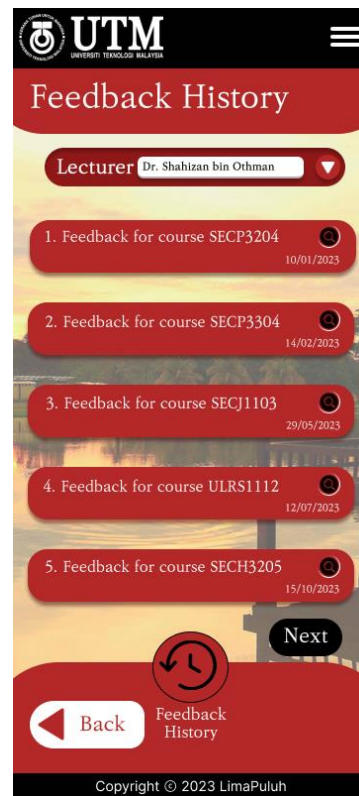 UTM
UNIVERSITI TEKNOLOGI MALAYSIA
Feedback History
Lecturer Dr. Shahizan bin Othman
1. Feedback for course SECP3204
10/01/2023
2. Feedback for course SECP3304
14/02/2023
3. Feedback for course SECJ1103
29/05/2023
4. Feedback for course ULRS1112
12/07/2023
5. Feedback for course SECH3205
15/10/2023
Next
Back
Feedback
History
Copyright © 2023 LimaPuluh